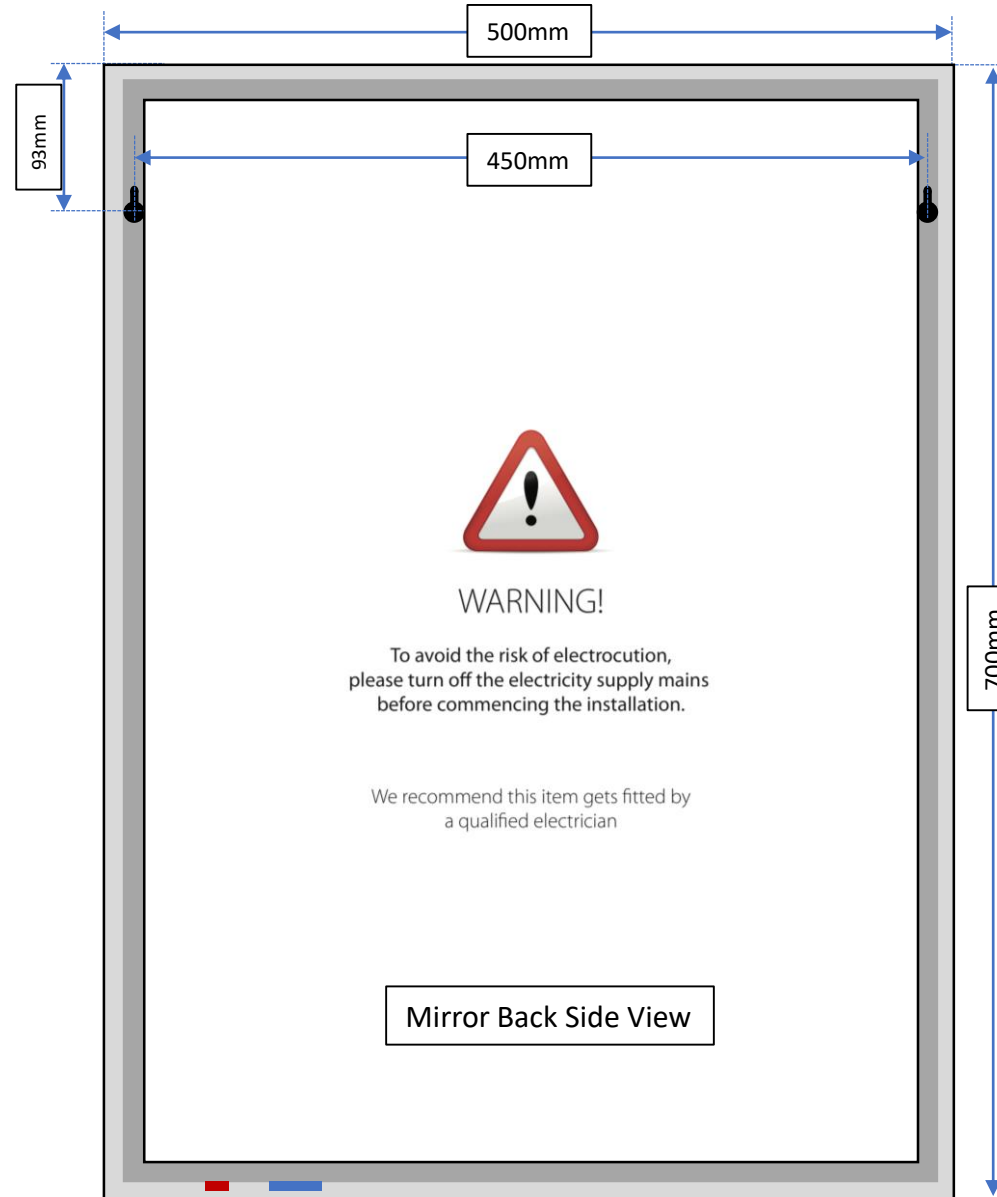 500mm
93mm
450mm
WARNING!
To avoid the risk of electrocution,
please turn off the electricity supply mains
before commencing the installation.
700mm
We recommend this item gets fitted by
a qualified electrician
Mirror Back Side View